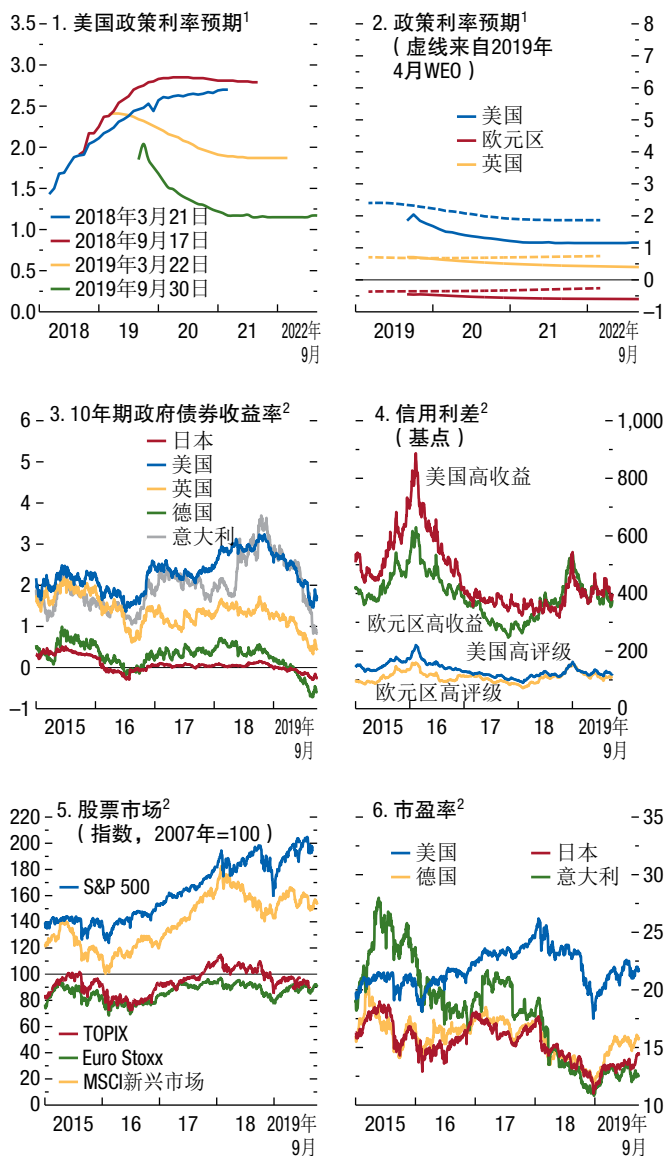 1. 美国政策利率预期1
3.5
3.0
2.5
2.0
1.5
1.0
0.5
0.0
2018年3月21日
2018年9月17日
2019年3月22日
2019年9月30日
2018 19 20 21 2022年
9月
2. 政策利率预期1
(虚线来自2019年
4月WEO)
美国
欧元区
英国
8
7
6
5
4
3
2
1
0
–1
2019 20 21 2022年
9月
3. 10年期政府债券收益率2
日本
美国
英国
德国
意大利
6
5
4
3
2
1
0
–1
2015 16 17 18 2019年
9月
4. 信用利差2
(基点)
美国高收益
欧元区高收益
美国高评级
欧元区高评级
1,000
800
600
400
200
0
2015 16 17 18 2019年
9月
5. 股票市场2
(指数，2007年=100)
S&P 500
TOPIX
Euro Stoxx
MSCI新兴市场
220
200
180
160
140
120
100
80
60
40
20
0
2015 16 17 18 2019年
9月
6. 市盈率2
美国 日本
德国 意大利
35
30
25
20
15
10
2015 16 17 18 2019年
9月